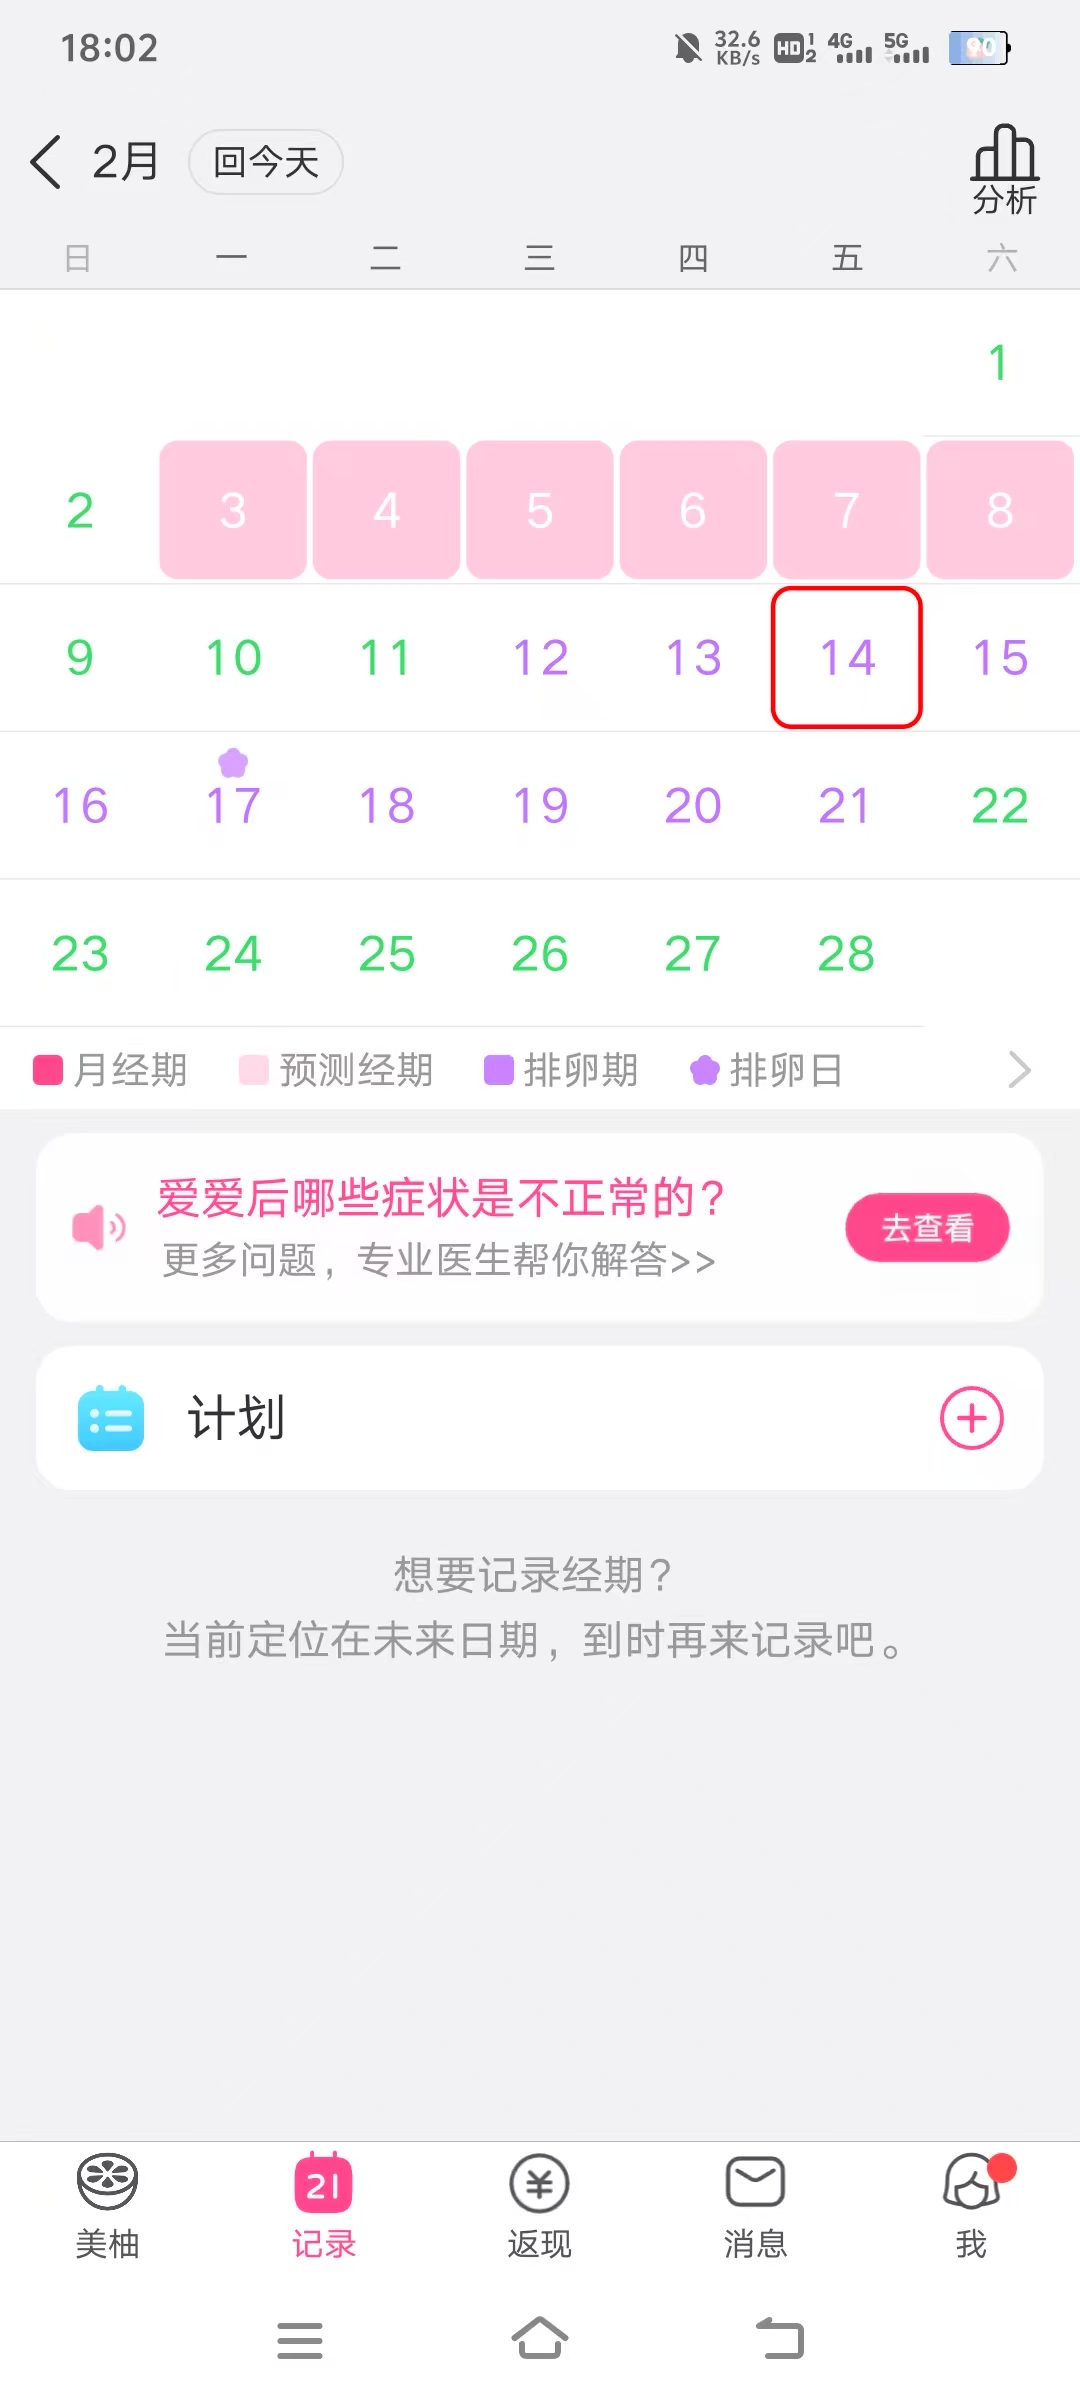 18:02 32.6 KB/s HD 1 2 4G 5G 90
2月 回今天 分析
日 一 二 三 四 五 六
1
2 3 4 5 6 7 8
9 10 11 12 13 14 15
16 17 18 19 20 21 22
23 24 25 26 27 28
月经期 预测经期 排卵期 排卵日
爱爱后哪些症状是不正常的?
更多问题，专业医生帮你解答>>
去查看
计划
想要记录经期?
当前定位在未来日期，到时再来记录吧。
21
美柚 记录 返现 消息 我